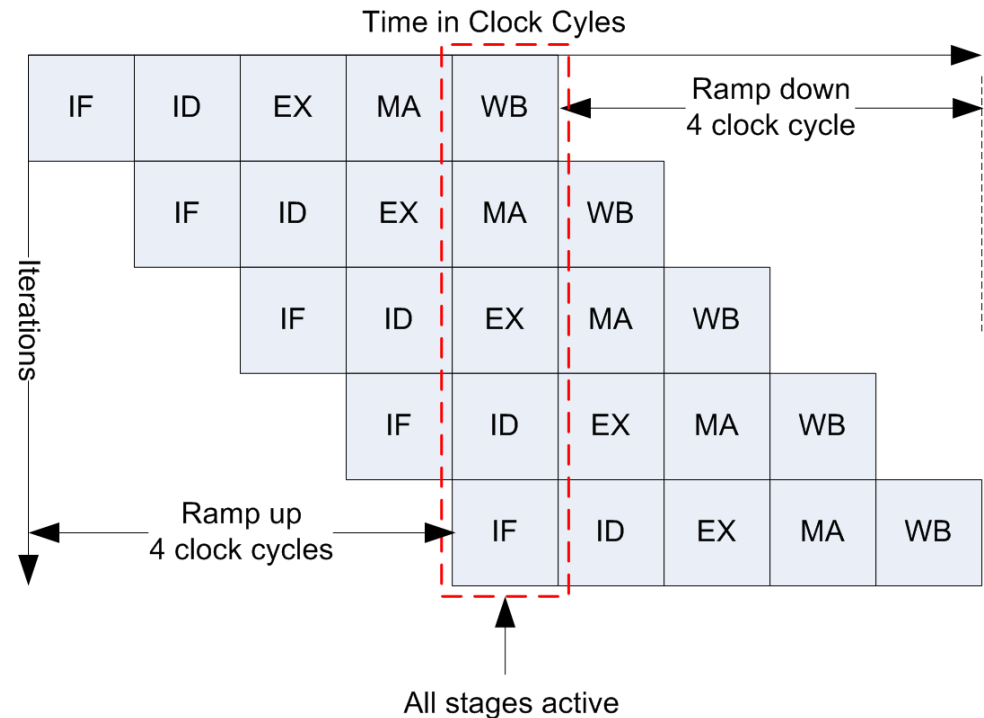 Time in Clock Cyles
IF ID EX MA WB
Ramp down
4 clock cycle
IF ID EX MA WB
Iterations
IF ID EX MA WB
IF ID EX MA WB
Ramp up
4 clock cycles
IF ID EX MA WB
All stages active